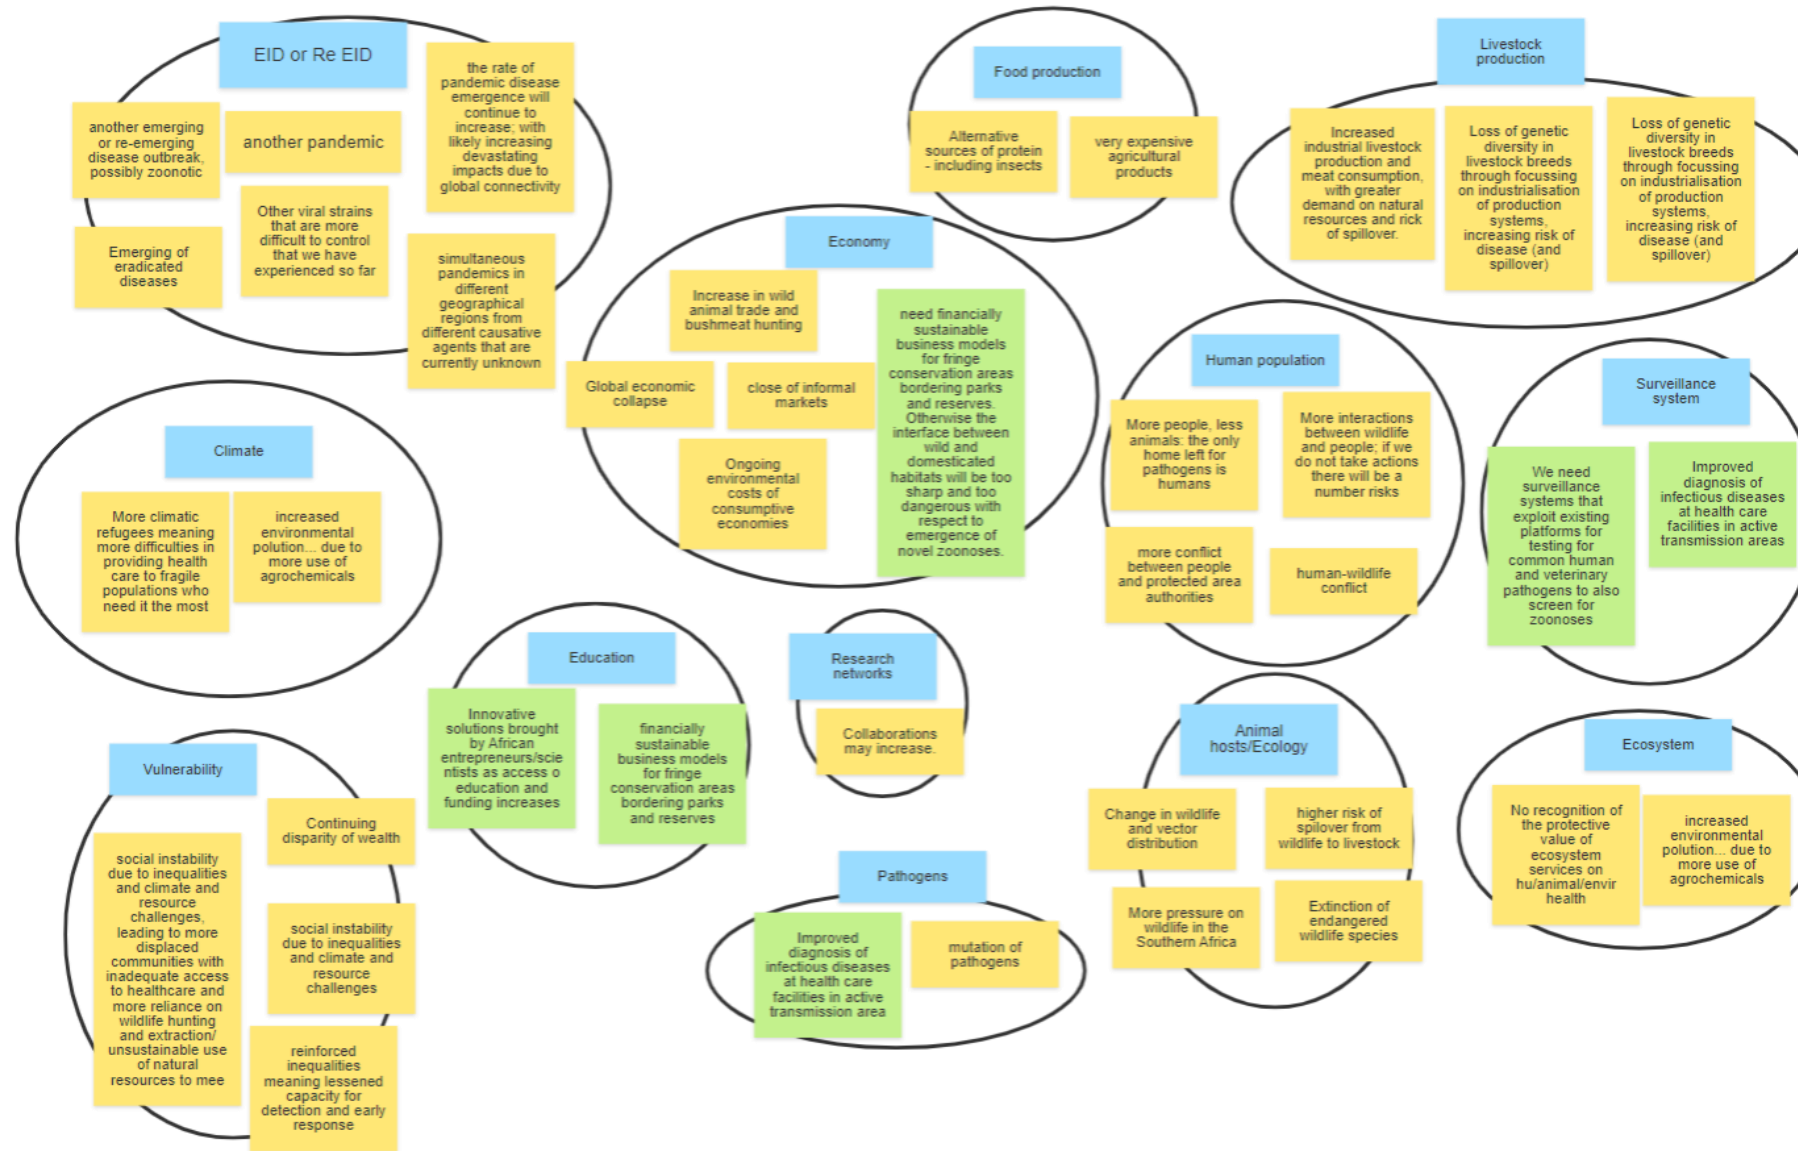 EID or Re EID
another emerging
or re-emerging
disease outbreak,
possibly zoonotic
another pandemic
the rate of
pandemic disease
emergence will
continue to
increase; with
likely increasing
devastating
impacts due to
global connectivity
Emerging of
eradicated
diseases
Other viral strains
that are more
difficult to control
that we have
experienced so far
simultaneous
pandemics in
different
geographical
regions from
different causative
agents that are
currently unknown
Food production
Alternative
sources of protein
- including insects
very expensive
agricultural
products
Livestock
production
Increased
industrial livestock
production and
meat consumption,
with greater
demand on natural
resources and rick
of spillover.
Loss of genetic
diversity in
livestock breeds
through focussing
on industrialisation
of production
systems,
increasing risk of
disease (and
spillover)
Loss of genetic
diversity in
livestock breeds
through focussing
on industrialisation
of production
systems,
increasing risk of
disease (and
spillover)
Economy
Increase in wild
animal trade and
bushmeat hunting
Global economic
collapse
close of informal
markets
Ongoing
environmental
costs of
consumptive
economies
need financially
sustainable
business models
for fringe
conservation areas
bordering parks
and reserves.
Otherwise the
interface between
wild and
domesticated
habitats will be too
sharp and too
dangerous with
respect to
emergence of
novel zoonoses.
Human population
More people, less
animals: the only
home left for
pathogens is
humans
More interactions
between wildlife
and people; if we
do not take actions
there will be a
number risks
more conflict
between people
and protected area
authorities
human-wildlife
conflict
Surveillance
system
We need
surveillance
systems that
exploit existing
platforms for
testing for
common human
and veterinary
pathogens to also
screen for
zoonoses
Improved
diagnosis of
infectious diseases
at health care
facilities in active
transmission areas
Climate
More climatic
refugees meaning
more difficulties in
providing health
care to fragile
populations who
need it the most
increased
environmental
polution... due to
more use of
agrochemicals
Education
Innovative
solutions brought
by African
entrepreneurs/scie
ntists as access o
education and
funding increases
financially
sustainable
business models
for fringe
conservation areas
bordering parks
and reserves
Research
networks
Collaborations
may increase.
Animal
hosts/Ecology
Change in wildlife
and vector
distribution
higher risk of
spilover from
wildlife to livestock
More pressure on
wildlife in the
Southern Africa
Extinction of
endangered
wildlife species
Ecosystem
No recognition of
the protective
value of
ecosystem
services on
hu/animal/envir
health
increased
environmental
polution... due to
more use of
agrochemicals
Vulnerability
social instability
due to inequalities
and climate and
resource
challenges,
leading to more
displaced
communities with
inadequate access
to healthcare and
more reliance on
wildlife hunting
and extraction/
unsustainable use
of natural
resources to mee
Continuing
disparity of wealth
social instability
due to inequalities
and climate and
resource
challenges
reinforced
inequalities
meaning lessened
capacity for
detection and early
response
Pathogens
Improved
diagnosis of
infectious diseases
at health care
facilities in active
transmission area
mutation of
pathogens